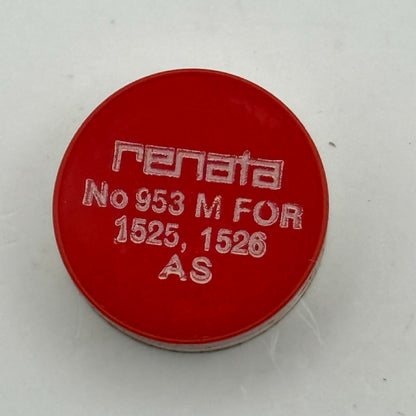 renata
No 953 M FOR
1525, 1526
AS